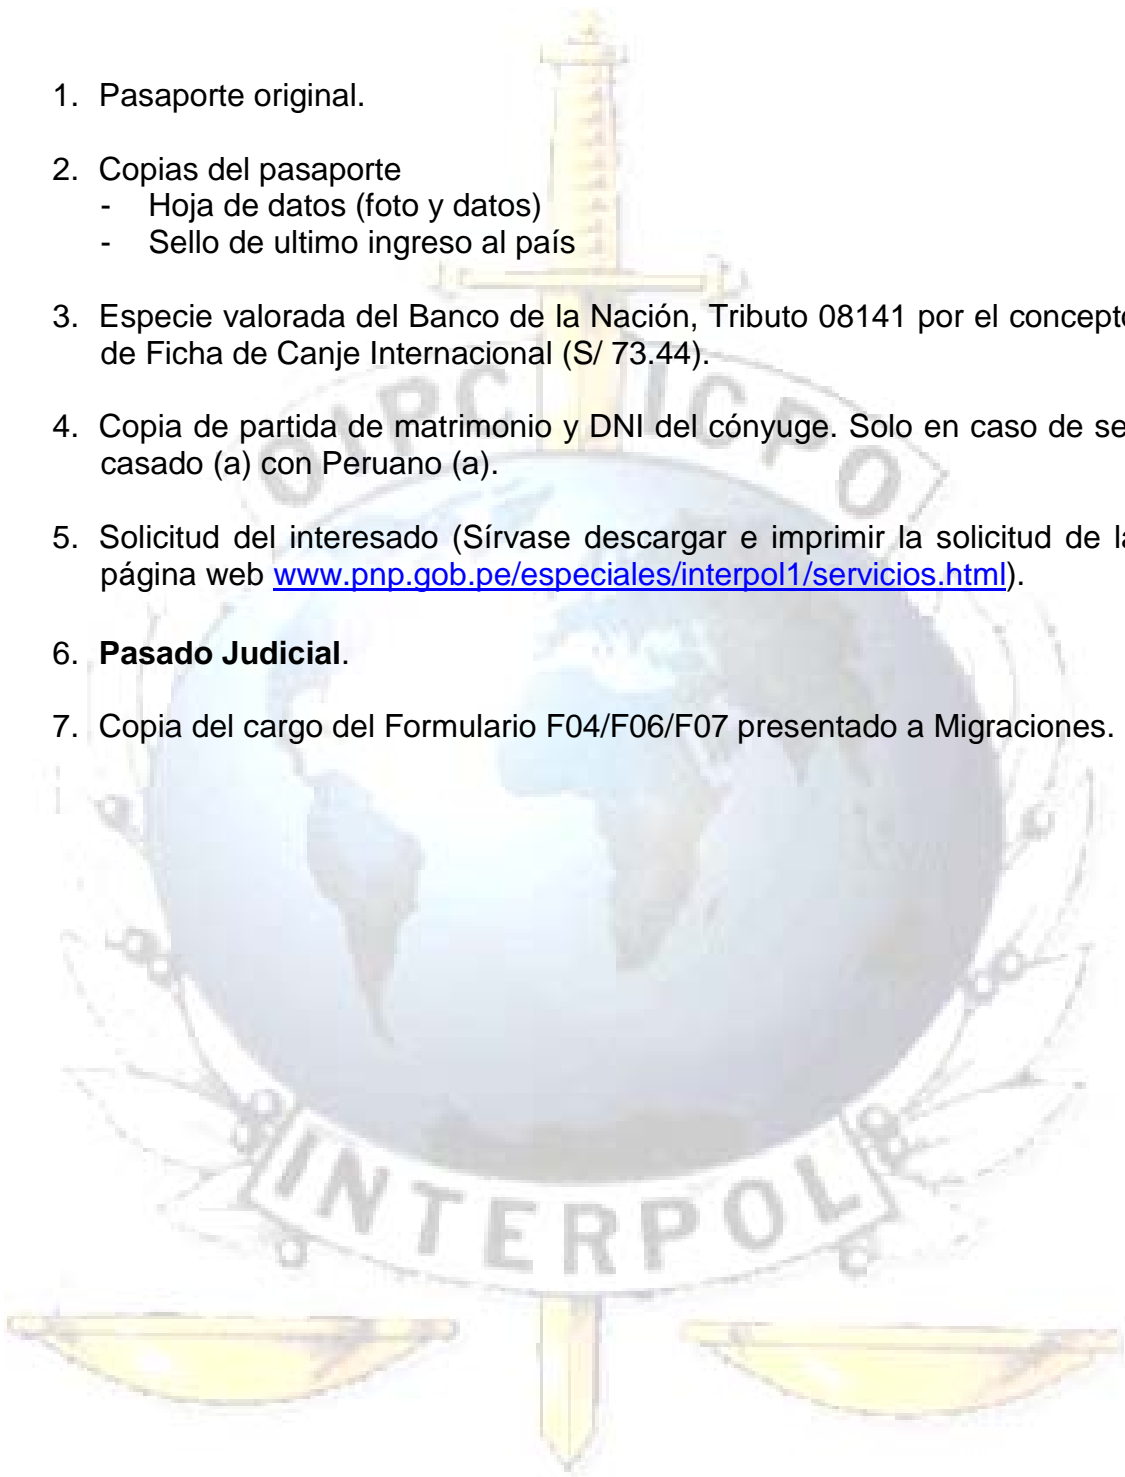 1. Pasaporte original.
2. Copias del pasaporte
- Hoja de datos (foto y datos)
- Sello de ultimo ingreso al país
3. Especie valorada del Banco de la Nación, Tributo 08141 por el concepto
de Ficha de Canje Internacional (S/ 73.44).
4. Copia de partida de matrimonio y DNI del cónyuge. Solo en caso de se
casado (a) con Peruano (a).
5. Solicitud del interesado (Sírvase descargar e imprimir la solicitud de la
página web www.pnp.gob.pe/especiales/interpol1/servicios.html).
6. Pasado Judicial.
7. Copia del cargo del Formulario F04/F06/F07 presentado a Migraciones.
OIPC ICPO
INTERPOL